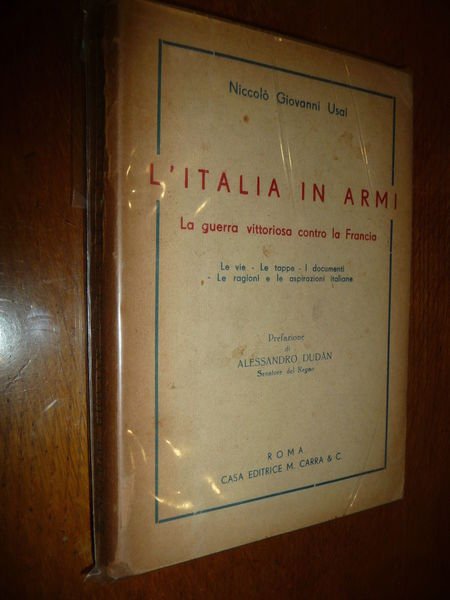 Niccolò Giovanni Usai
L'ITALIA IN ARMI
La guerra vittoriosa contro la Francia
Le vie - Le tappe - I documenti
- Le ragioni e le aspirazioni italiane
Prefazione
di
ALESSANDRO DUDÀN
Senatore del Regno
ROMA
CASA EDITRICE M. CARRA & C.